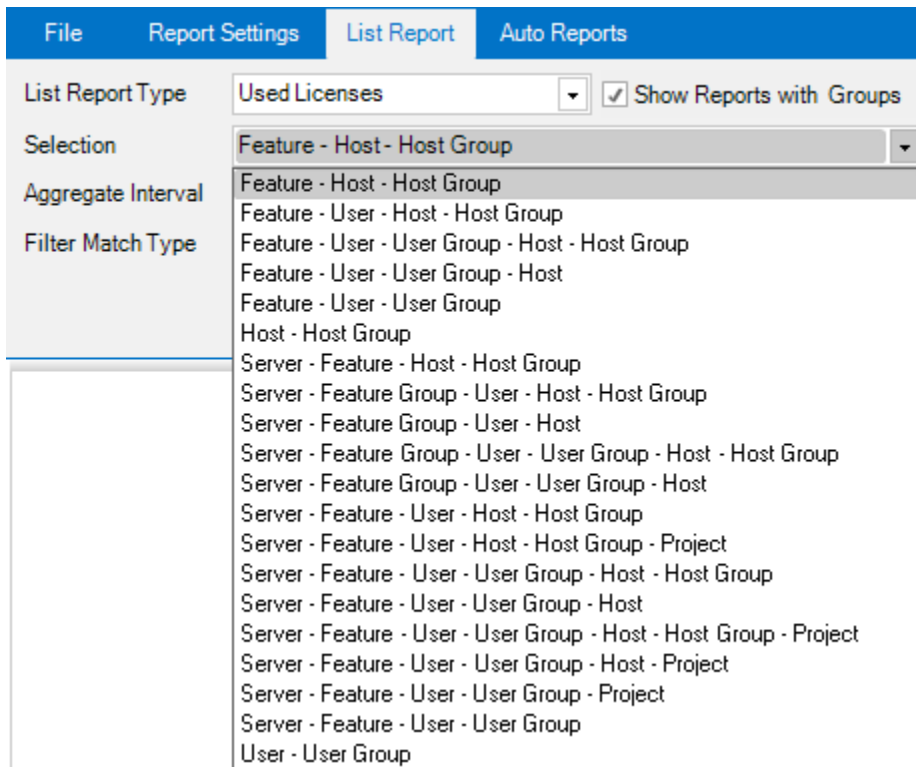 File Report Settings List Report Auto Reports
List Report Type Used Licenses Show Reports with Groups
Selection Feature - Host - Host Group
Aggregate Interval
Filter Match Type
Feature - Host - Host Group
Feature - User - Host - Host Group
Feature - User - User Group - Host - Host Group
Feature - User - User Group - Host
Feature - User - User Group
Host - Host Group
Server - Feature - Host - Host Group
Server - Feature Group - User - Host - Host Group
Server - Feature Group - User - Host
Server - Feature Group - User - User Group - Host - Host Group
Server - Feature Group - User - User Group - Host
Server - Feature - User - Host - Host Group
Server - Feature - User - Host - Host Group - Project
Server - Feature - User - User Group - Host - Host Group
Server - Feature - User - User Group - Host
Server - Feature - User - User Group - Host - Host Group - Project
Server - Feature - User - User Group - Host - Project
Server - Feature - User - User Group - Project
Server - Feature - User - User Group
User - User Group